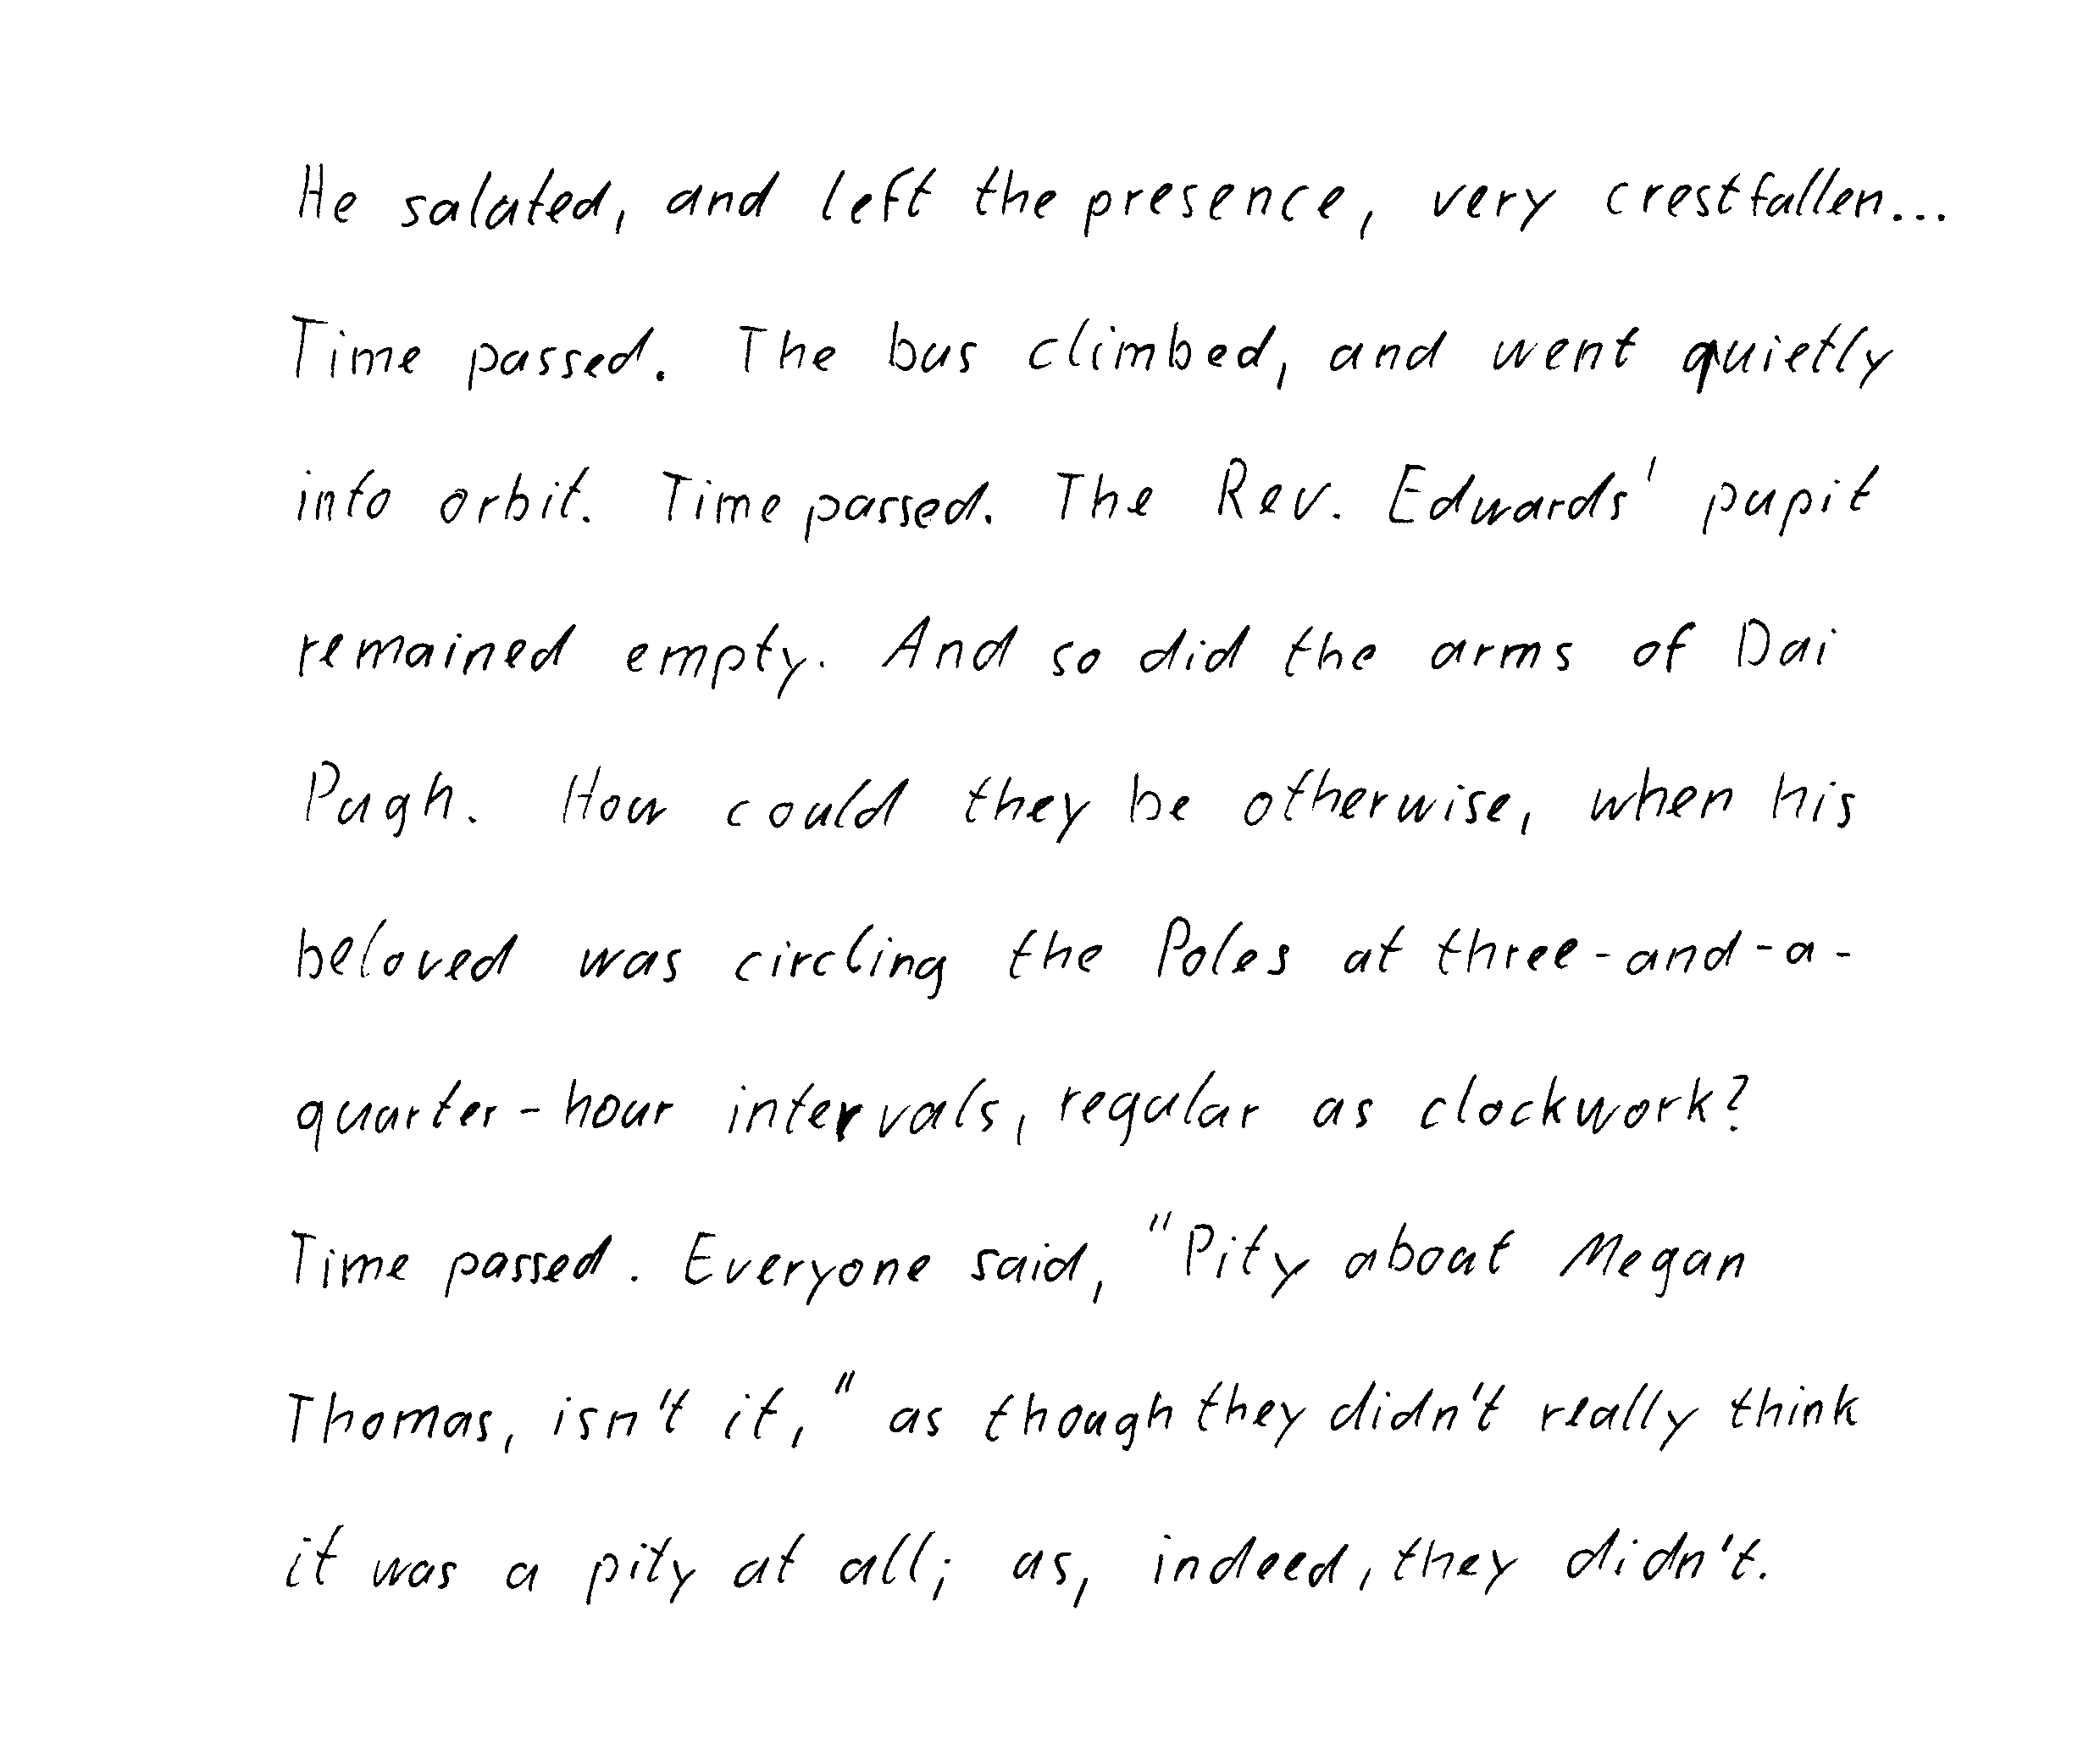 He saluted, and left the presence, very crestfallen...
Time passed. The bus climbed, and went quietly
into orbit. Time passed. The Rev. Edwards' pupit
remained empty. And so did the arms of Dai
Pugh. How could they be otherwise, when his
beloved was circling the Poles at three-and-a-
quarter-hour intervals, regular as clockwork?
Time passed. Everyone said, "Pity about Megan
Thomas, isn't it," as though they didn't really think
it was a pity at all; as, indeed, they didn't.